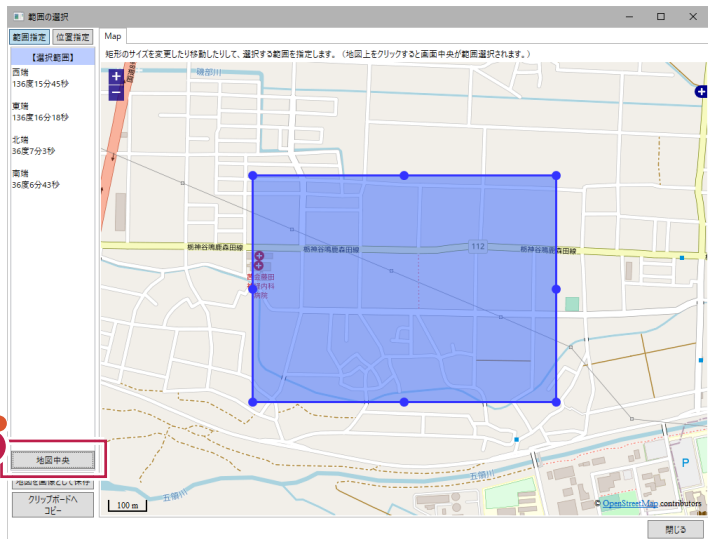 範囲の選択
範囲指定 位置指定
Map
【選択範囲】
矩形のサイズを変更したり移動したりして、選択する範囲を指定します。（地図上をクリックすると画面中央が範囲選択されます。）
西端
136度15分45秒
東端
136度16分18秒
北端
36度7分3秒
南端
36度6分43秒
磯部川
栃神谷鳴鹿森田線
栃神谷鳴鹿森田線
112
栃神谷鳴鹿森田線
病院
五領川
五領川
P
地図中央
地図を画像として保存
クリップボードへ
コピー
100 m
© OpenStreetMap contributors
閉じる